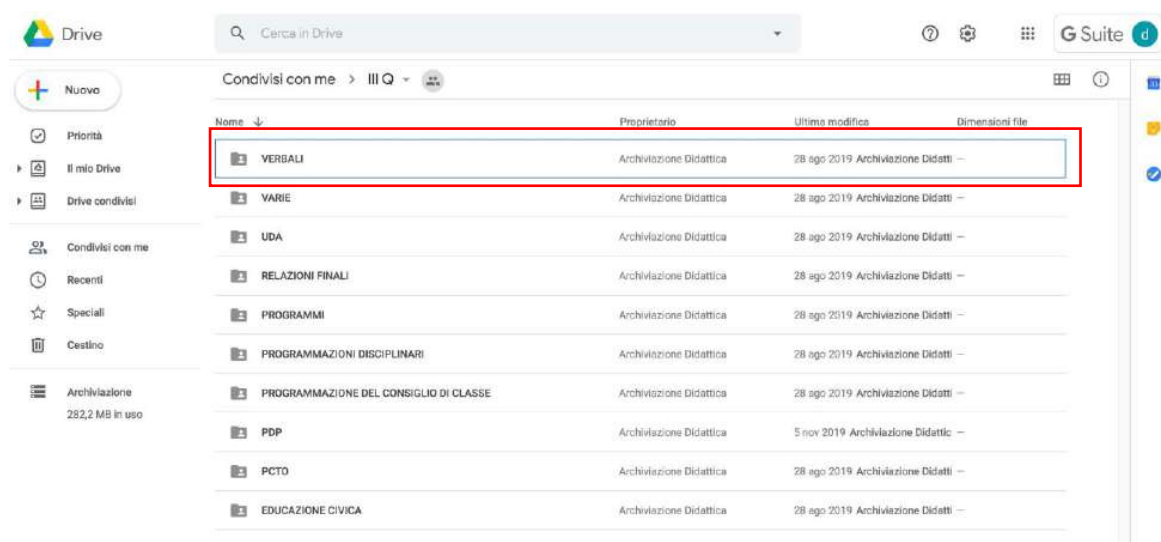 Drive
Cerca in Drive
G Suite d
Nuovo
Condivisi con me > III Q
Nome Proprietario Ultima modifica Dimensioni file
Priorità
Il mio Drive
Drive condivisi
Condivisi con me
Recenti
Speciali
Cestino
Archiviazione
282,2 MB in uso
VERBALI Archiviazione Didattica 28 ago 2019 Archiviazione Didatti —
VARIE Archiviazione Didattica 28 ago 2019 Archiviazione Didatti —
UDA Archiviazione Didattica 28 ago 2019 Archiviazione Didatti —
RELAZIONI FINALI Archiviazione Didattica 28 ago 2019 Archiviazione Didatti —
PROGRAMMI Archiviazione Didattica 28 ago 2019 Archiviazione Didatti —
PROGRAMMAZIONI DISCIPLINARI Archiviazione Didattica 28 ago 2019 Archiviazione Didatti —
PROGRAMMAZIONE DEL CONSIGLIO DI CLASSE Archiviazione Didattica 28 ago 2019 Archiviazione Didatti —
PDP Archiviazione Didattica 5 nov 2019 Archiviazione Didattic —
PCTO Archiviazione Didattica 28 ago 2019 Archiviazione Didatti —
EDUCAZIONE CIVICA Archiviazione Didattica 28 ago 2019 Archiviazione Didatti —